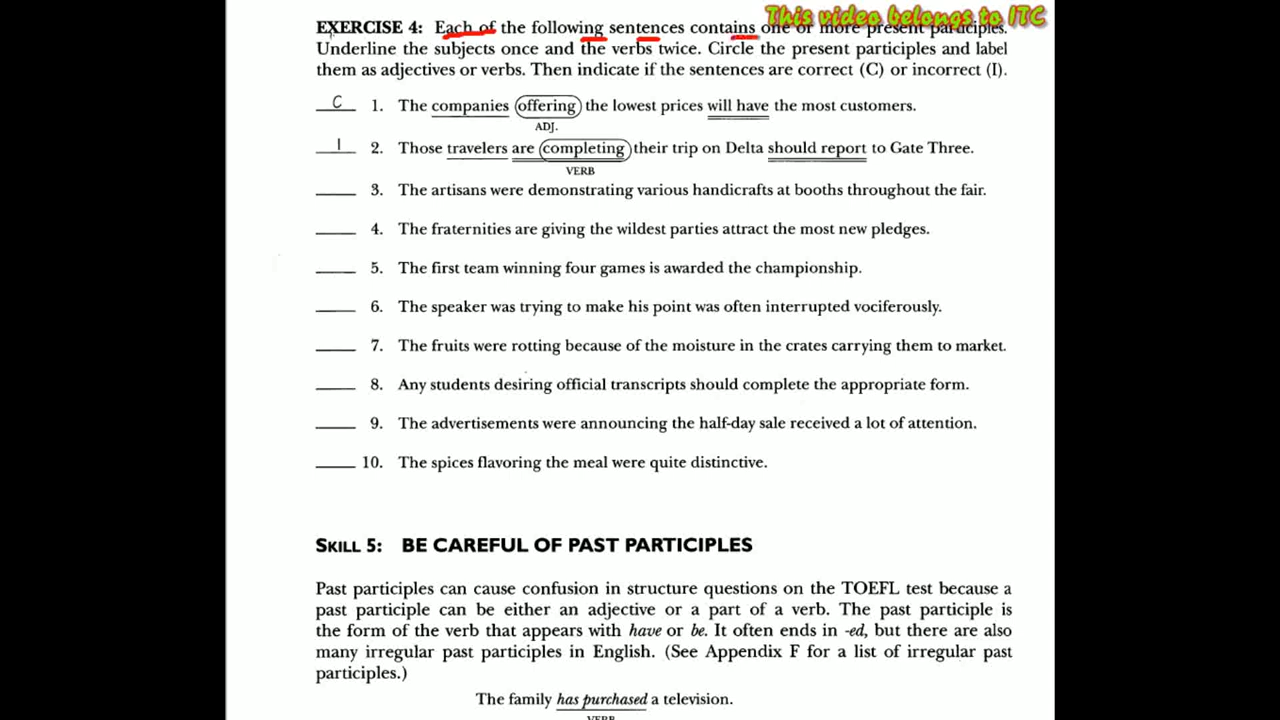 This video belongs to ITC
EXERCISE 4: Each of the following sentences contains one or more present participles.
Underline the subjects once and the verbs twice. Circle the present participles and label
them as adjectives or verbs. Then indicate if the sentences are correct (C) or incorrect (I).
C 1. The companies offering the lowest prices will have the most customers.
ADJ.
I 2. Those travelers are completing their trip on Delta should report to Gate Three.
VERB
3. The artisans were demonstrating various handicrafts at booths throughout the fair.
4. The fraternities are giving the wildest parties attract the most new pledges.
5. The first team winning four games is awarded the championship.
6. The speaker was trying to make his point was often interrupted vociferously.
7. The fruits were rotting because of the moisture in the crates carrying them to market.
8. Any students desiring official transcripts should complete the appropriate form.
9. The advertisements were announcing the half-day sale received a lot of attention.
10. The spices flavoring the meal were quite distinctive.
SKILL 5: BE CAREFUL OF PAST PARTICIPLES
Past participles can cause confusion in structure questions on the TOEFL test because a
past participle can be either an adjective or a part of a verb. The past participle is
the form of the verb that appears with have or be. It often ends in -ed, but there are also
many irregular past participles in English. (See Appendix F for a list of irregular past
participles.)
The family has purchased a television.
VERB